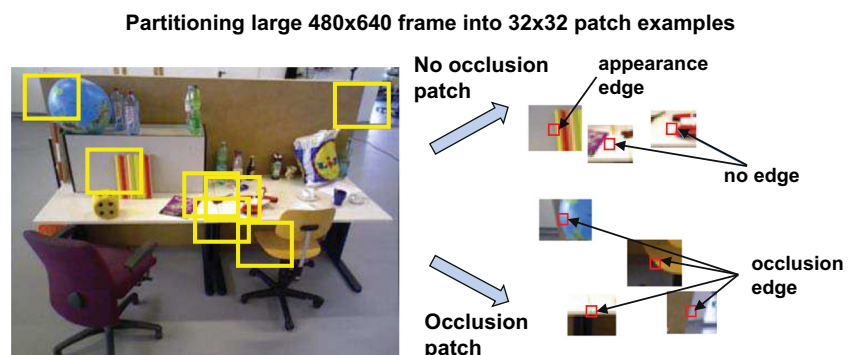 Partitioning large 480x640 frame into 32x32 patch examples
No occlusion
patch
appearance
edge
no edge
occlusion
edge
Occlusion
patch
LIDL